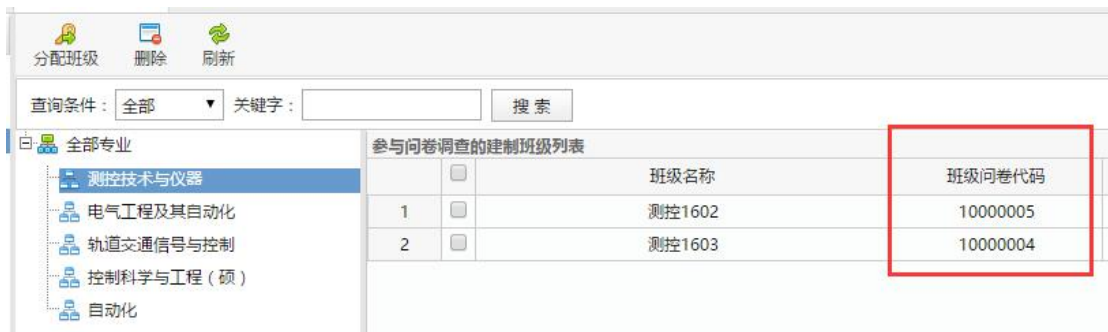 分配班级 删除 刷新
查询条件： 全部 ▼ 关键字： 搜 索
全部专业
测控技术与仪器
电气工程及其自动化
轨道交通信号与控制
控制科学与工程（硕）
自动化
参与问卷调查的建制班级列表
班级名称 班级问卷代码
1 测控1602 10000005
2 测控1603 10000004